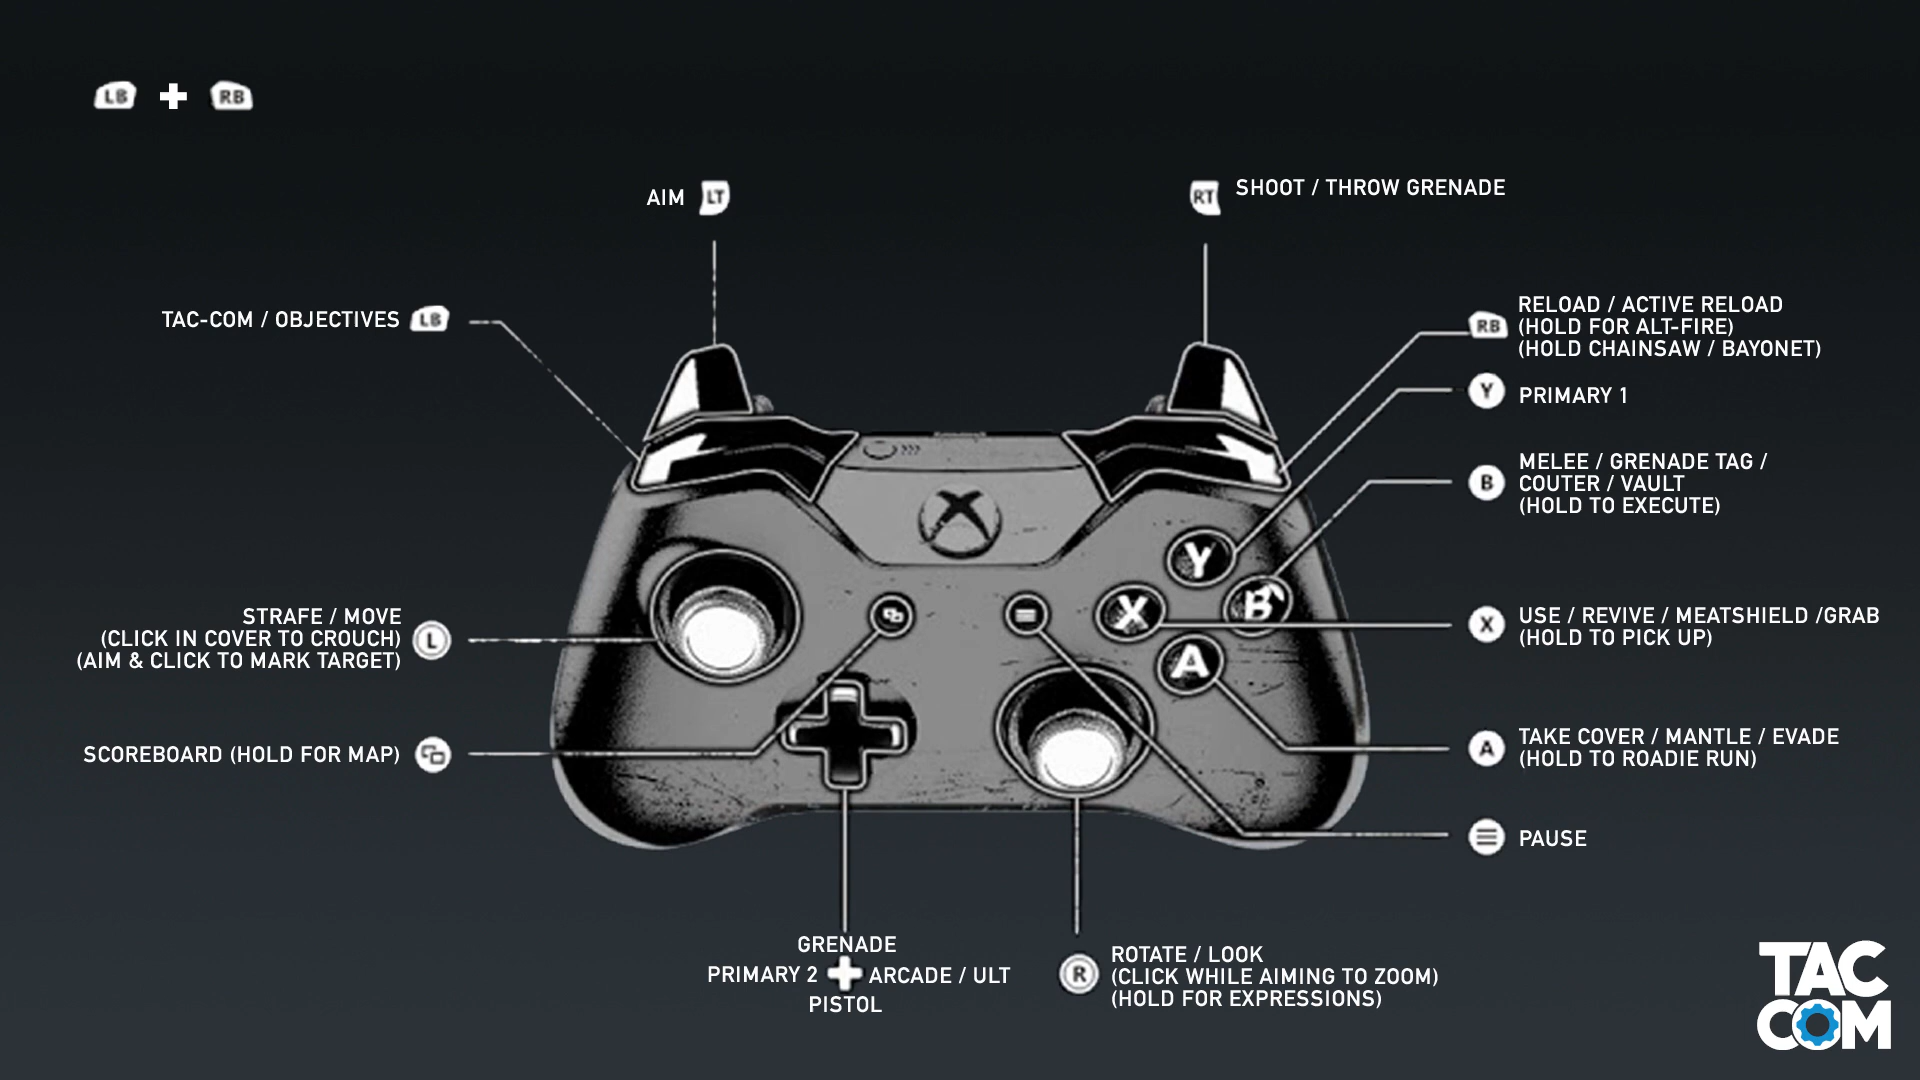 LB + RB
AIM LT
RT SHOOT / THROW GRENADE
TAC-COM / OBJECTIVES LB
RB RELOAD / ACTIVE RELOAD
(HOLD FOR ALT-FIRE)
(HOLD CHAINSAW / BAYONET)
Y PRIMARY 1
B MELEE / GRENADE TAG /
COUTER / VAULT
(HOLD TO EXECUTE)
Y
B
X
A
STRAFE / MOVE
(CLICK IN COVER TO CROUCH) L
(AIM & CLICK TO MARK TARGET)
X USE / REVIVE / MEATSHIELD /GRAB
(HOLD TO PICK UP)
SCOREBOARD (HOLD FOR MAP)
A TAKE COVER / MANTLE / EVADE
(HOLD TO ROADIE RUN)
PAUSE
GRENADE
PRIMARY 2 ARCADE / ULT
PISTOL
R ROTATE / LOOK
(CLICK WHILE AIMING TO ZOOM)
(HOLD FOR EXPRESSIONS)
TAC
COM